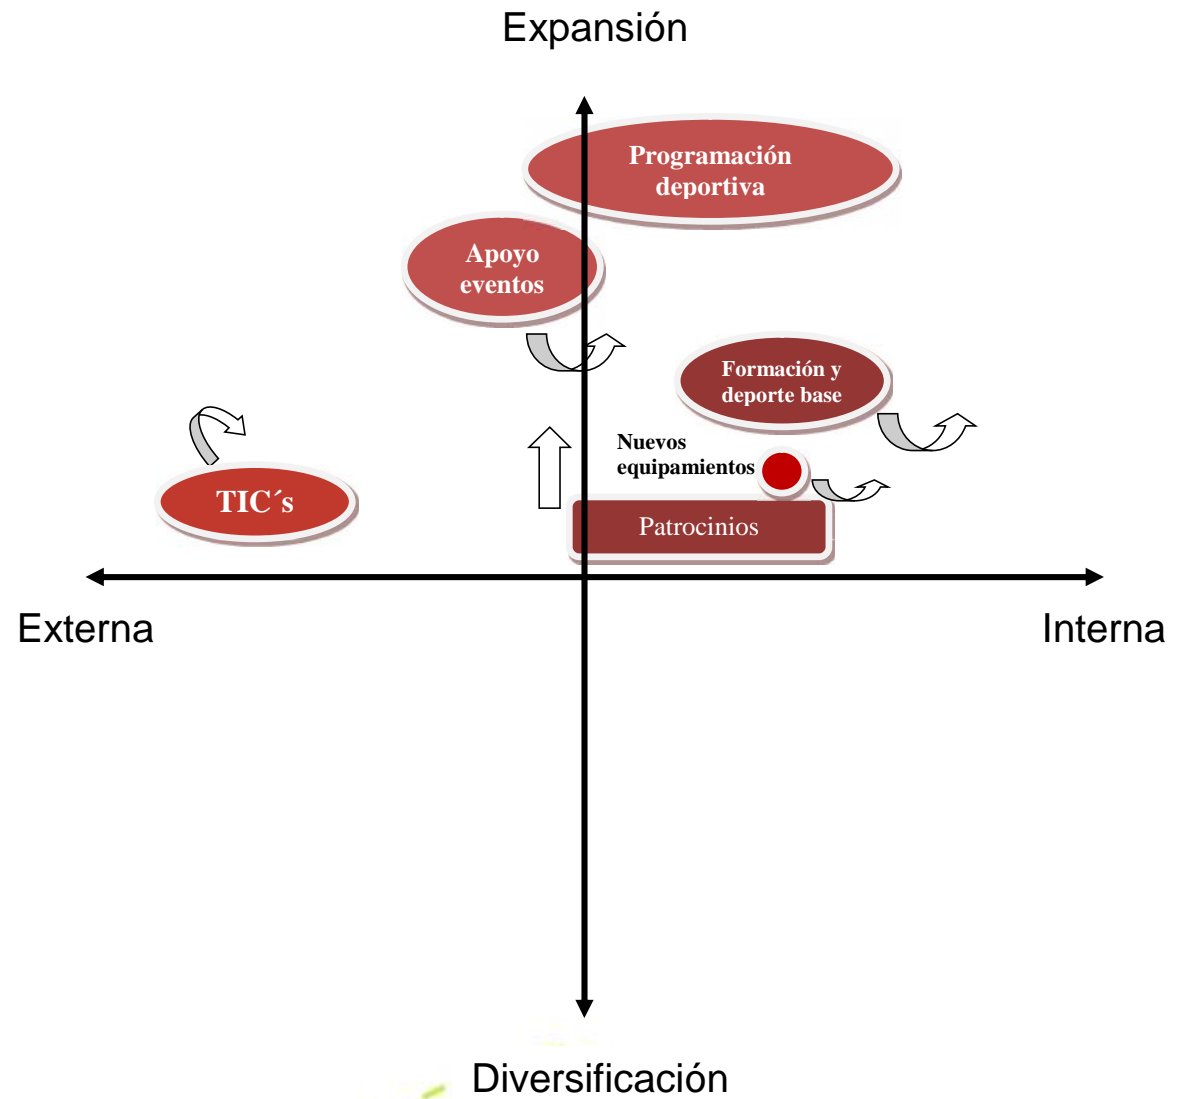 Expansión
Programación
deportiva
Apoyo
eventos
Formación y
deporte base
Nuevos
equipamientos
TIC´s
Patrocinios
Externa
Interna
Diversificación